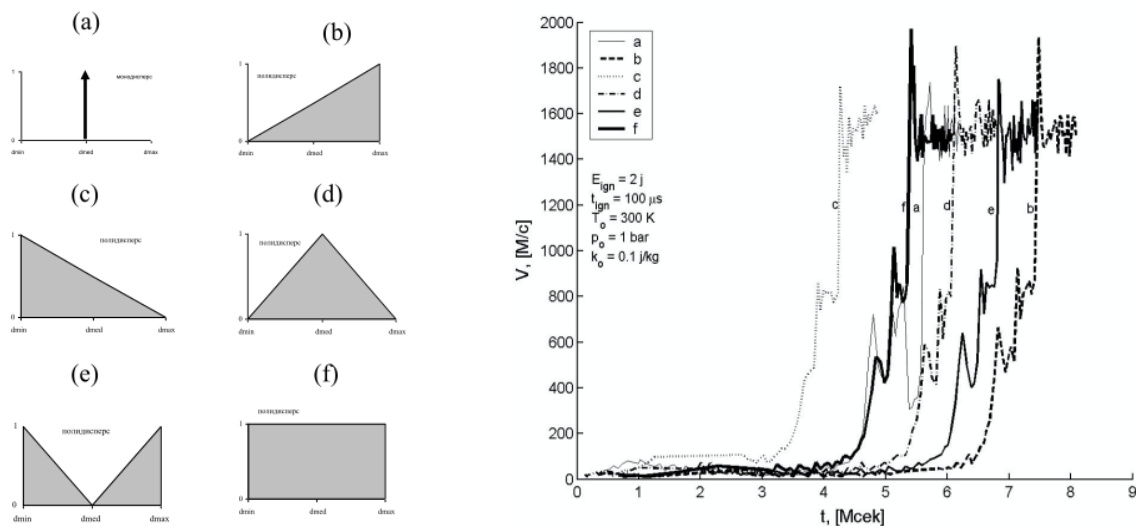 (a)
1
монодисперс
0
dmin dmed dmax
(b)
1
полидисперс
0
dmin dmed dmax
(c)
1
полидисперс
0
dmin dmed dmax
(d)
1
полидисперс
0
dmin dmed dmax
(e)
1
полидисперс
0
dmin dmed dmax
(f)
полидисперс
1
0
dmin dmed dmax
2000
1800
1600
1400
1200
1000
800
600
400
200
0
V, [М/с]
a
b
c
d
e
f
E_ign = 2 j
t_ign = 100 μs
T_o = 300 K
p_o = 1 bar
k_o = 0.1 j/kg
c f a d e b
0 1 2 3 4 5 6 7 8 9
t, [Мсек]